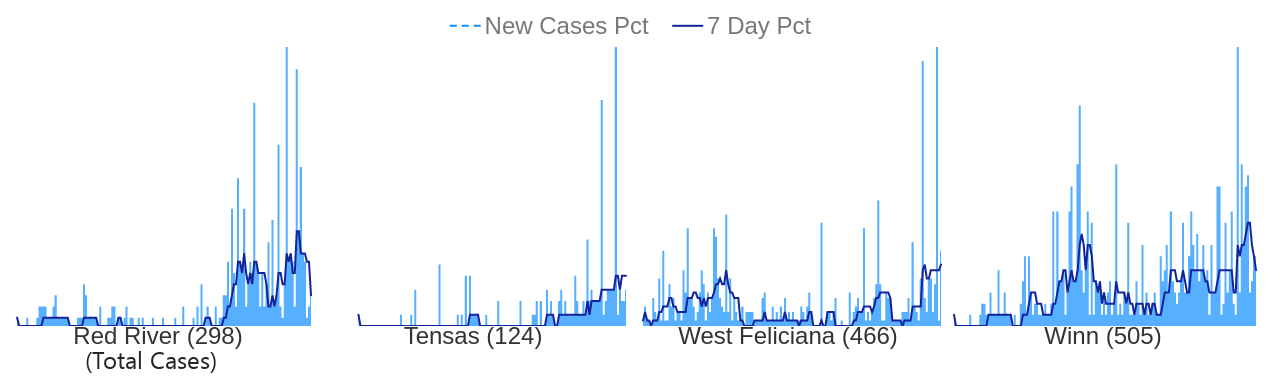 New Cases Pct 7 Day Pct
Red River (298) Tensas (124) West Feliciana (466) Winn (505)
(Total Cases)